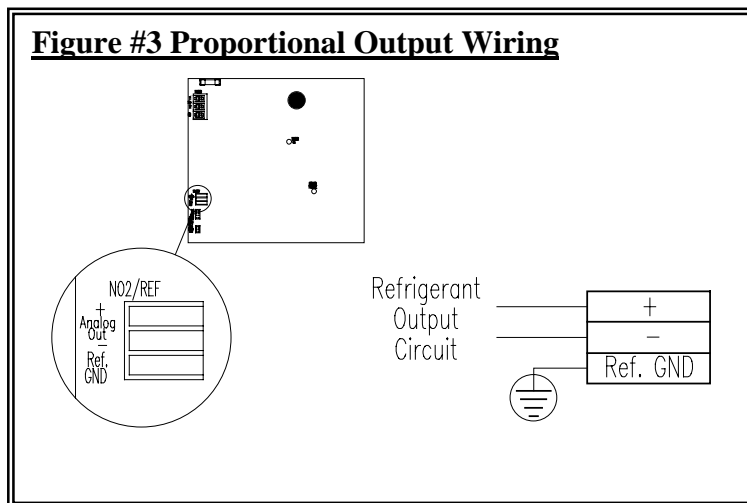 Figure #3 Proportional Output Wiring
NO2/REF
+
Analog
Out
-
Ref.
GND
Refrigerant
Output
Circuit
+
-
Ref. GND